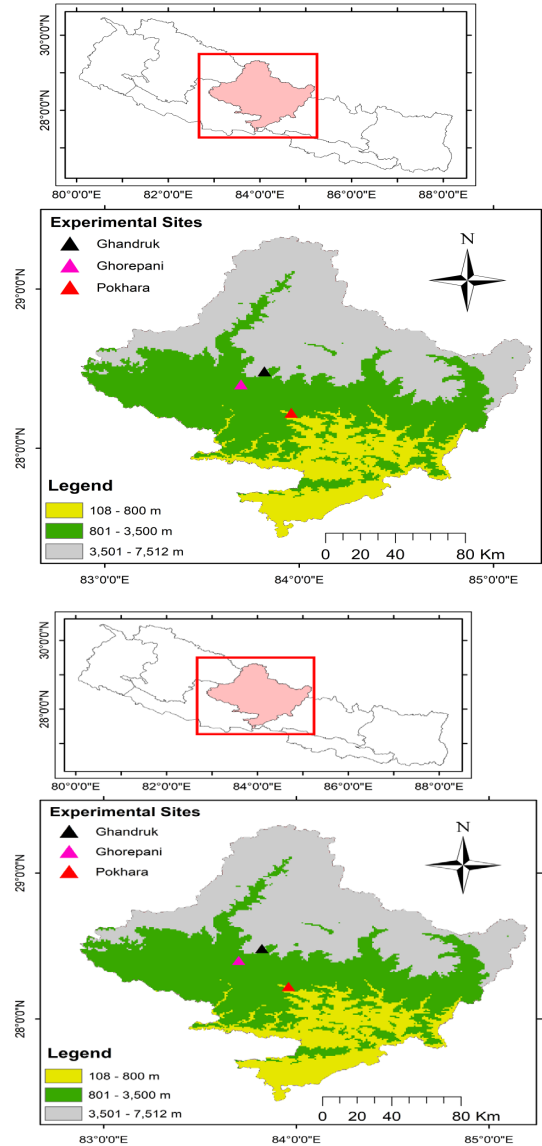 30°0'0"N
28°0'0"N
80°0'0"E 82°0'0"E 84°0'0"E 86°0'0"E 88°0'0"E
Experimental Sites
Ghandruk
Ghorepani
Pokhara
N
28°0'0"N
28°0'0"N
Legend
108 - 800 m
801 - 3,500 m
3,501 - 7,512 m
0 20 40 80 Km
83°0'0"E 84°0'0"E 85°0'0"E
30°0'0"N
28°0'0"N
80°0'0"E 82°0'0"E 84°0'0"E 86°0'0"E 88°0'0"E
Experimental Sites
Ghandruk
Ghorepani
Pokhara
N
29°0'0"N
28°0'0"N
Legend
108 - 800 m
801 - 3,500 m
3,501 - 7,512 m
0 20 40 80 Km
83°0'0"E 84°0'0"E 85°0'0"E